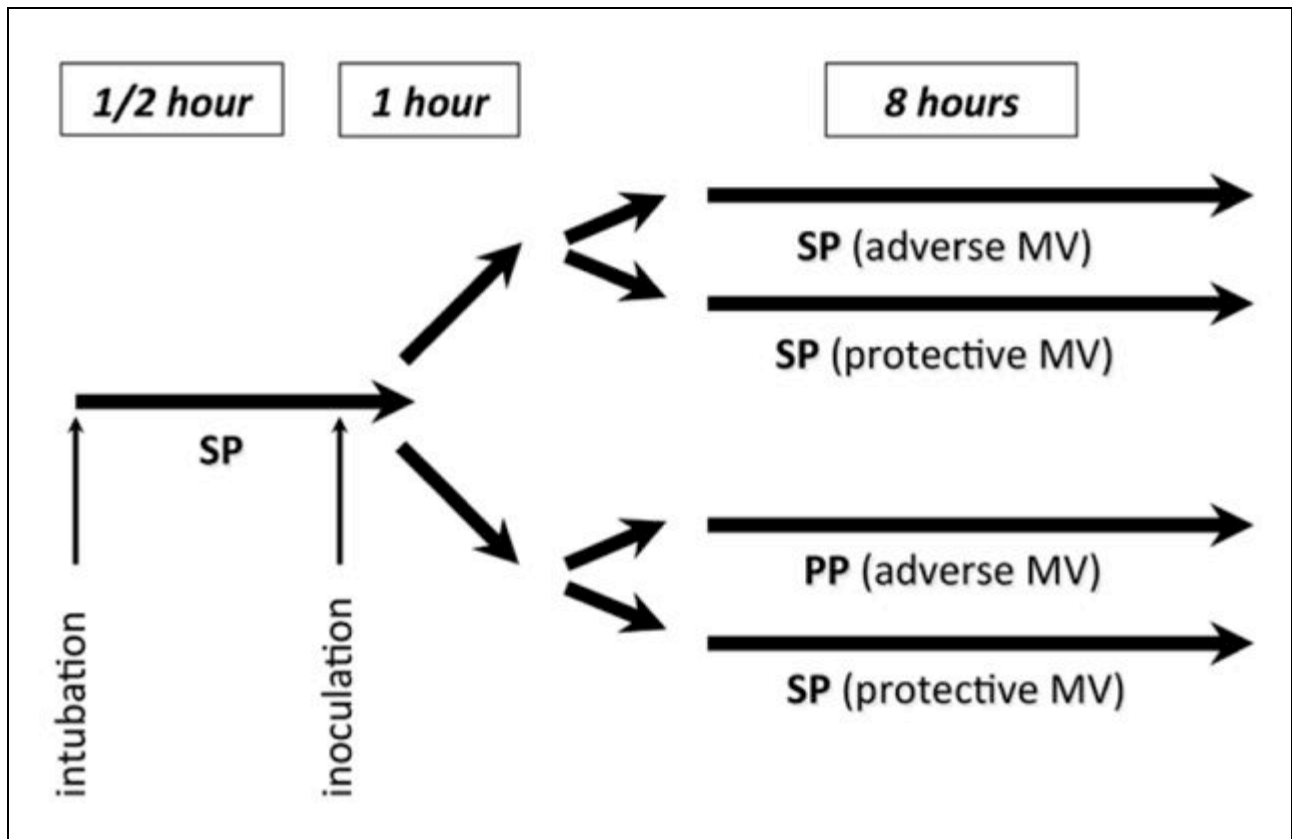 1/2 hour
1 hour
8 hours
SP (adverse MV)
SP (protective MV)
SP
PP (adverse MV)
SP (protective MV)
intubation
inoculation